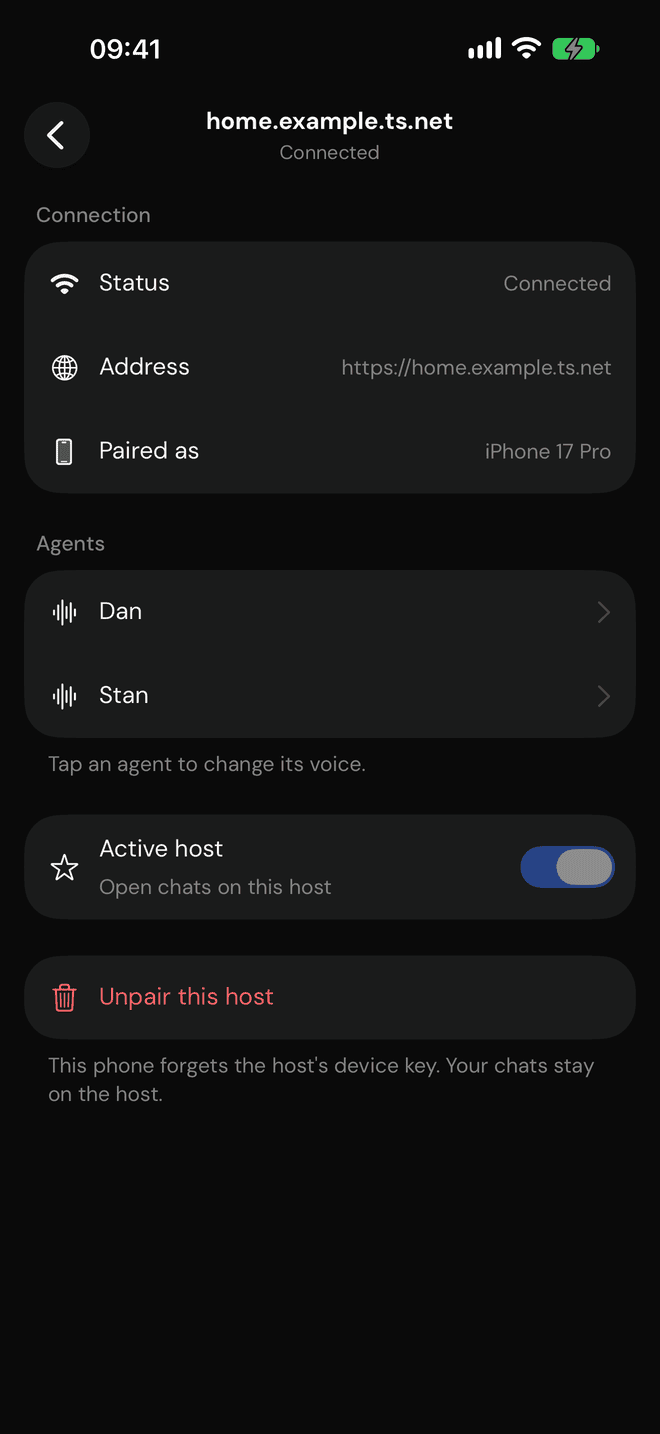 09:41
home.example.ts.net
Connected
Connection
Status Connected
Address https://home.example.ts.net
Paired as iPhone 17 Pro
Agents
Dan
Stan
Tap an agent to change its voice.
Active host
Open chats on this host
Unpair this host
This phone forgets the host's device key. Your chats stay
on the host.